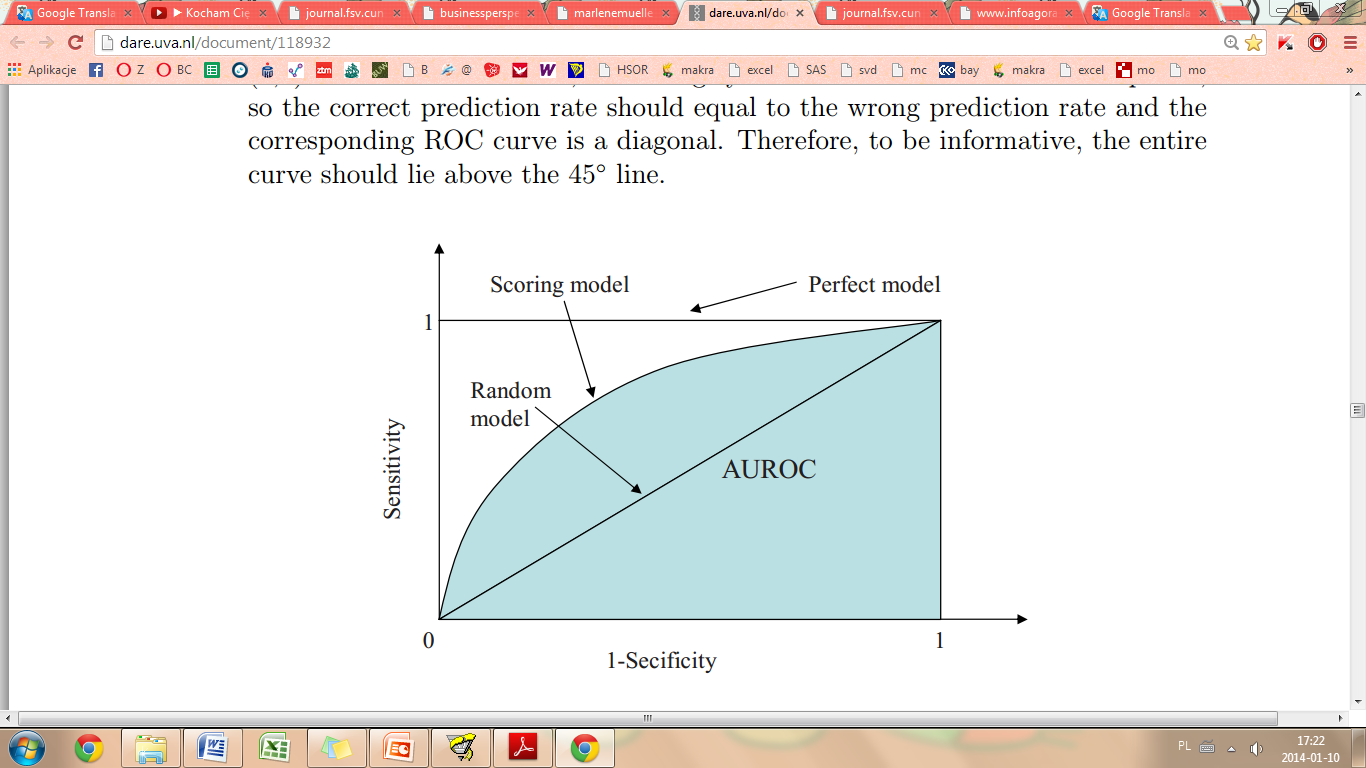 Google Transla
Kocham Cię
journal.fsv.cun
businessperspe
marlenemuelle
dare.uva.nl/do
journal.fsv.cun
www.infoagora
Google Transla
dare.uva.nl/document/118932
Aplikacje
Z
BC
ztm
B
@
W
HSOR
makra
excel
SAS
svd
mc
bay
makra
excel
mo
mo
»
so the correct prediction rate should equal to the wrong prediction rate and the
corresponding ROC curve is a diagonal. Therefore, to be informative, the entire
curve should lie above the 45° line.
Scoring model
Perfect model
1
Random
model
Sensitivity
AUROC
0
1
1-Secificity
PL
17:22
2014-01-10